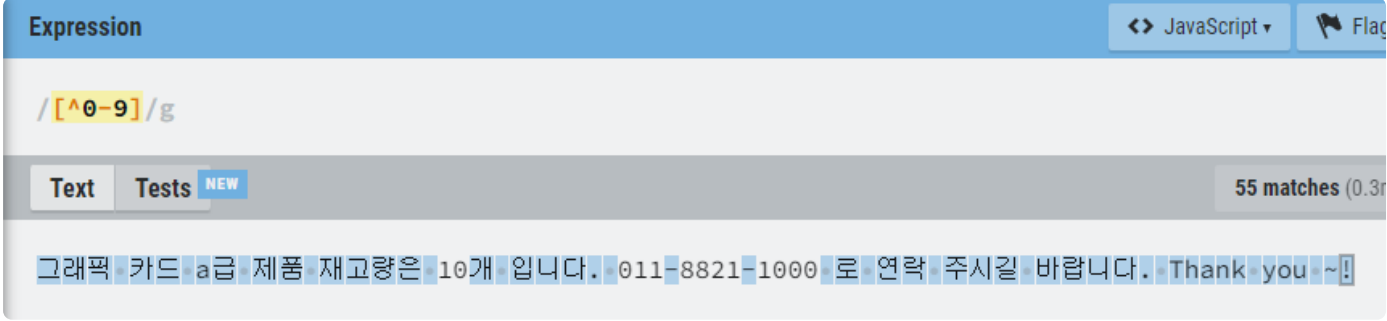 Expression
<> JavaScript ▾ Flag
/[^0-9]/g
Text Tests NEW 55 matches (0.3m
그래픽 카드 a급 제품 재고량은 10개 입니다. 011-8821-1000 로 연락 주시길 바랍니다. Thank you ~!